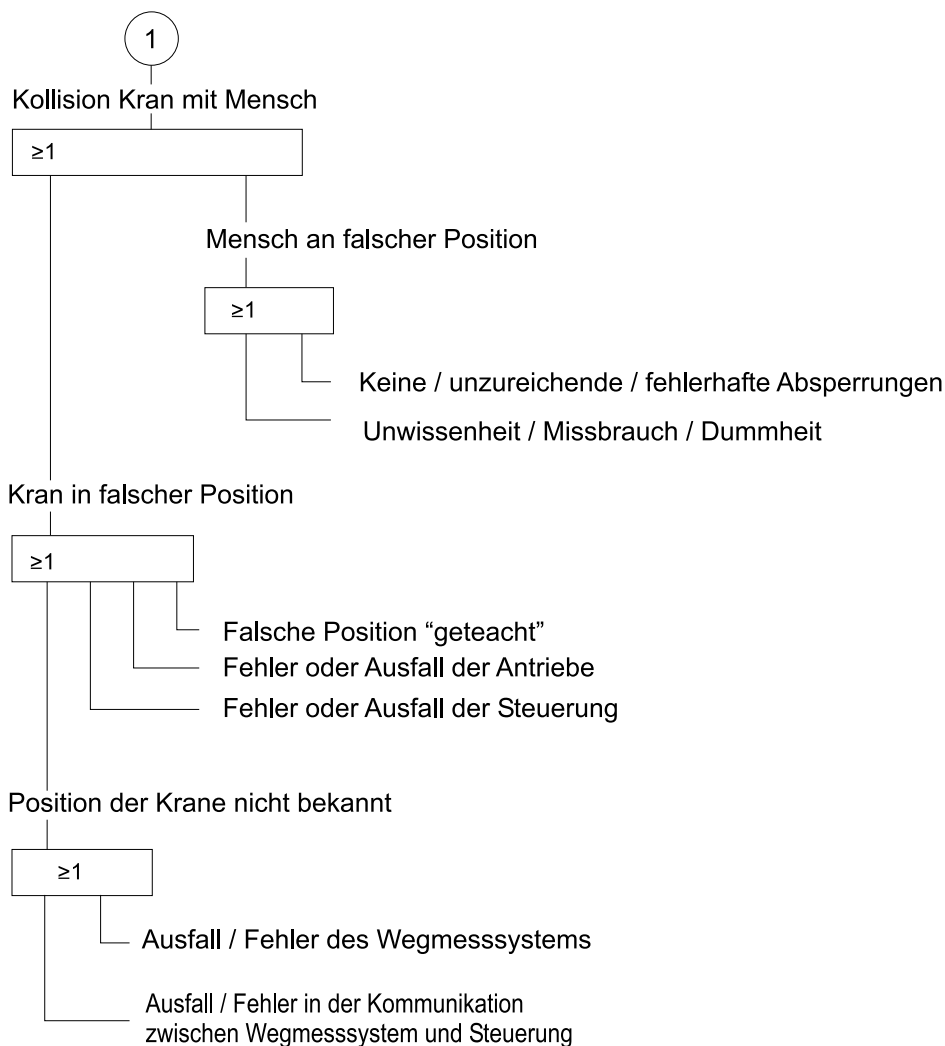 1
Kollision Kran mit Mensch
≥1
Mensch an falscher Position
≥1
Keine / unzureichende / fehlerhafte Absperrungen
Unwissenheit / Missbrauch / Dummheit
Kran in falscher Position
≥1
Falsche Position “geteacht”
Fehler oder Ausfall der Antriebe
Fehler oder Ausfall der Steuerung
Position der Krane nicht bekannt
≥1
Ausfall / Fehler des Wegmesssystems
Ausfall / Fehler in der Kommunikation
zwischen Wegmesssystem und Steuerung